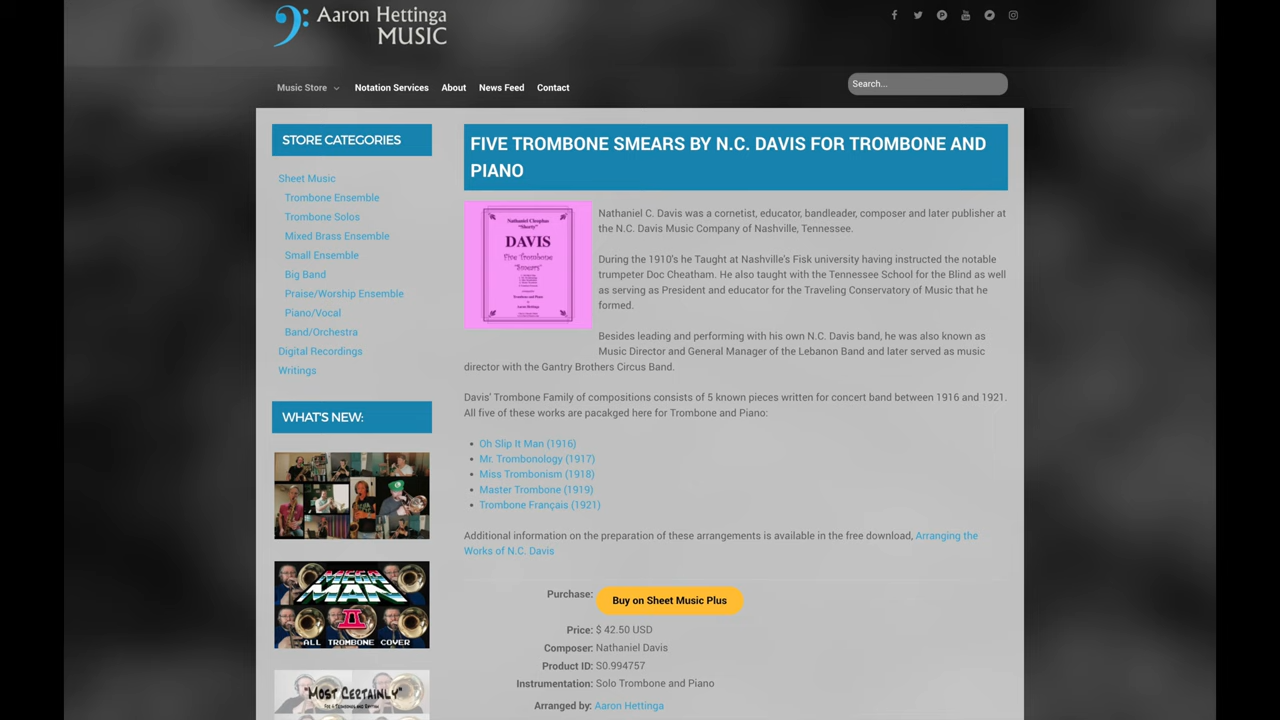 Aaron Hettinga
MUSIC
Music Store
Notation Services
About
News Feed
Contact
Search...
STORE CATEGORIES
Sheet Music
Trombone Ensemble
Trombone Solos
Mixed Brass Ensemble
Small Ensemble
Big Band
Praise/Worship Ensemble
Piano/Vocal
Band/Orchestra
Digital Recordings
Writings
WHAT'S NEW:
MEGA
MAN
II
ALL TROMBONE COVER
"MOST CERTAINLY"
FIVE TROMBONE SMEARS BY N.C. DAVIS FOR TROMBONE AND
PIANO
Nathaniel Cleophas
"Shorty"
DAVIS
Five Trombone
"Smears"
Trombone and Piano
Aaron Hettinga
Nathaniel C. Davis was a cornetist, educator, bandleader, composer and later publisher at
the N.C. Davis Music Company of Nashville, Tennessee.
During the 1910's he Taught at Nashville's Fisk university having instructed the notable
trumpeter Doc Cheatham. He also taught with the Tennessee School for the Blind as well
as serving as President and educator for the Traveling Conservatory of Music that he
formed.
Besides leading and performing with his own N.C. Davis band, he was also known as
Music Director and General Manager of the Lebanon Band and later served as music
director with the Gantry Brothers Circus Band.
Davis' Trombone Family of compositions consists of 5 known pieces written for concert band between 1916 and 1921.
All five of these works are pacakged here for Trombone and Piano:
• Oh Slip It Man (1916)
• Mr. Trombonology (1917)
• Miss Trombonism (1918)
• Master Trombone (1919)
• Trombone Français (1921)
Additional information on the preparation of these arrangements is available in the free download, Arranging the
Works of N.C. Davis
Purchase: Buy on Sheet Music Plus
Price: $ 42.50 USD
Composer: Nathaniel Davis
Product ID: S0.994757
Instrumentation: Solo Trombone and Piano
Arranged by: Aaron Hettinga